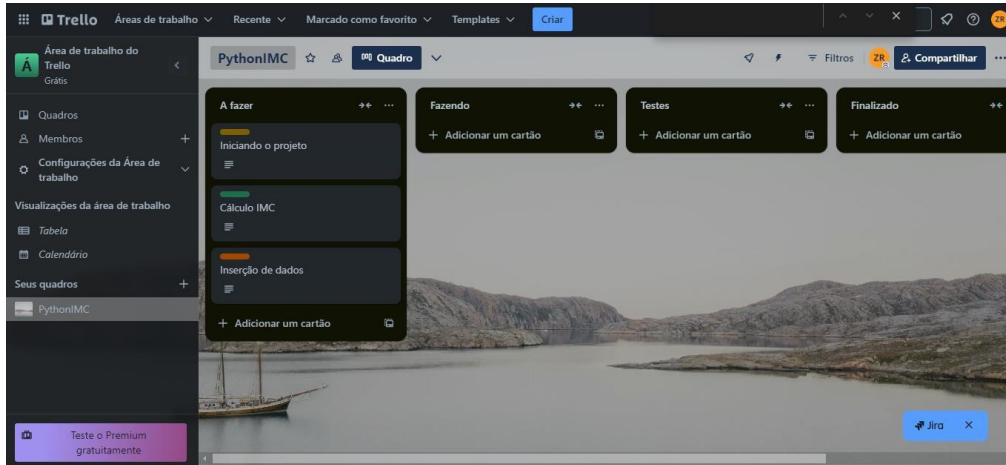 Trello Áreas de trabalho Recente Marcado como favorito Templates Criar
ZR
Á
Área de trabalho do
Trello
Grátis
Quadros
Membros
Configurações da Área de
trabalho
Visualizações da área de trabalho
Tabela
Calendário
Seus quadros
PythonIMC
Teste o Premium
gratuitamente
PythonIMC Quadro Filtros ZR Compartilhar
A fazer
Iniciando o projeto
Cálculo IMC
Inserção de dados
+ Adicionar um cartão
Fazendo
+ Adicionar um cartão
Testes
+ Adicionar um cartão
Finalizado
+ Adicionar um cartão
Jira